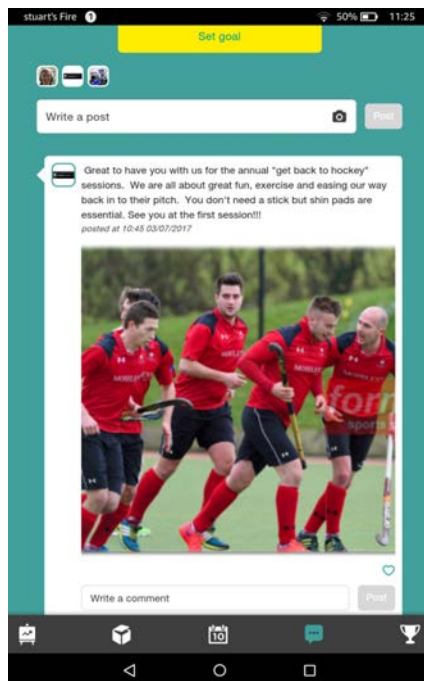 stuart's Fire 1 50% 11:25
Set goal
Write a post Post
Great to have you with us for the annual "get back to hockey"
sessions. We are all about great fun, exercise and easing our way
back in to their pitch. You don't need a stick but shin pads are
essential. See you at the first session!!!
posted at 10:45 03/07/2017
sports
Write a comment Post
10